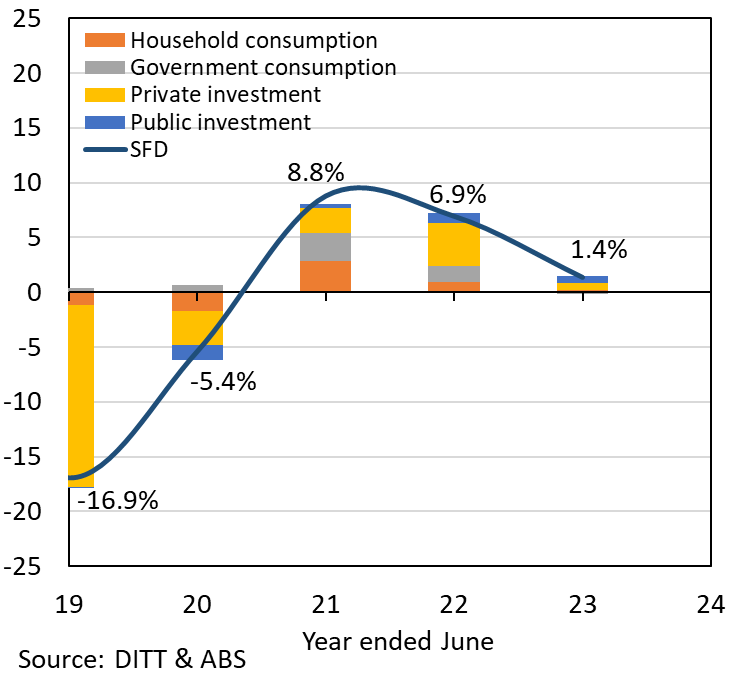 25
20
15
10
5
0
-5
-10
-15
-20
-25
Household consumption
Government consumption
Private investment
Public investment
SFD
-16.9%
-5.4%
8.8%
6.9%
1.4%
19 20 21 22 23 24
Year ended June
Source: DITT & ABS